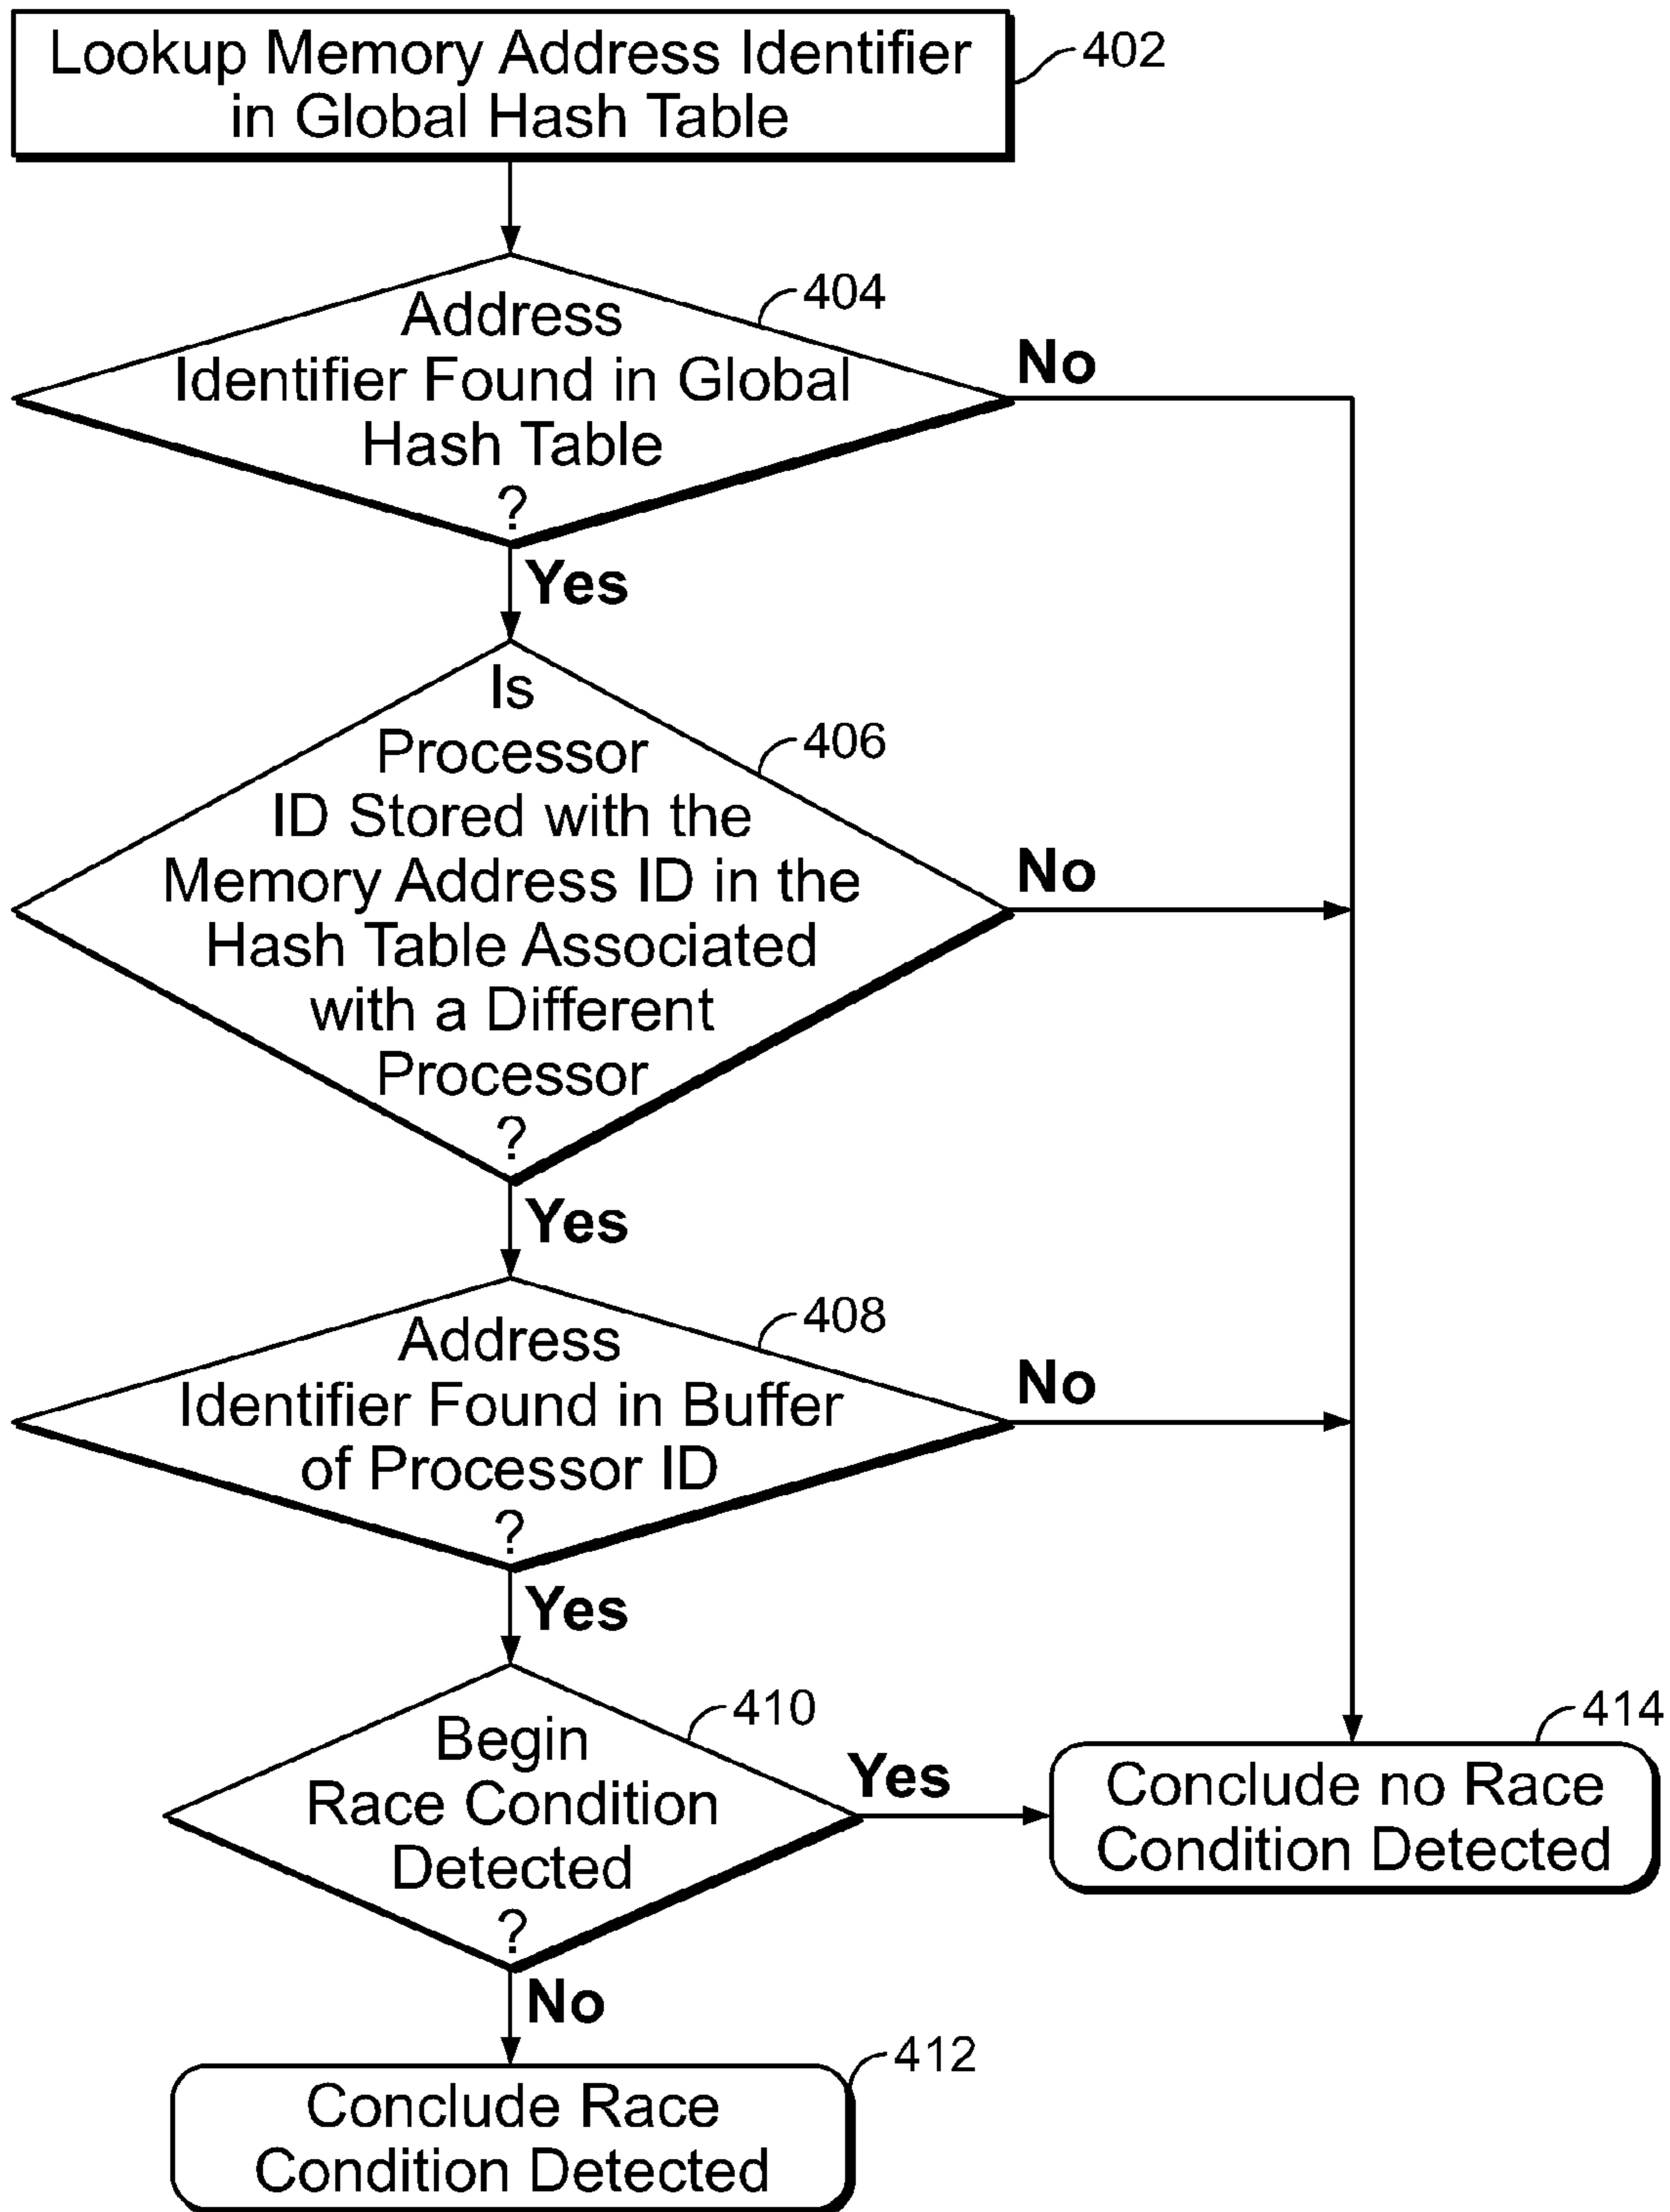 Lookup Memory Address Identifier
in Global Hash Table
402
Address
Identifier Found in Global
Hash Table
?
404
No
Yes
Is
Processor
ID Stored with the
Memory Address ID in the
Hash Table Associated
with a Different
Processor
?
406
No
Yes
Address
Identifier Found in Buffer
of Processor ID
?
408
No
Yes
Begin
Race Condition
Detected
?
410
Yes
No
Conclude no Race
Condition Detected
414
Conclude Race
Condition Detected
412